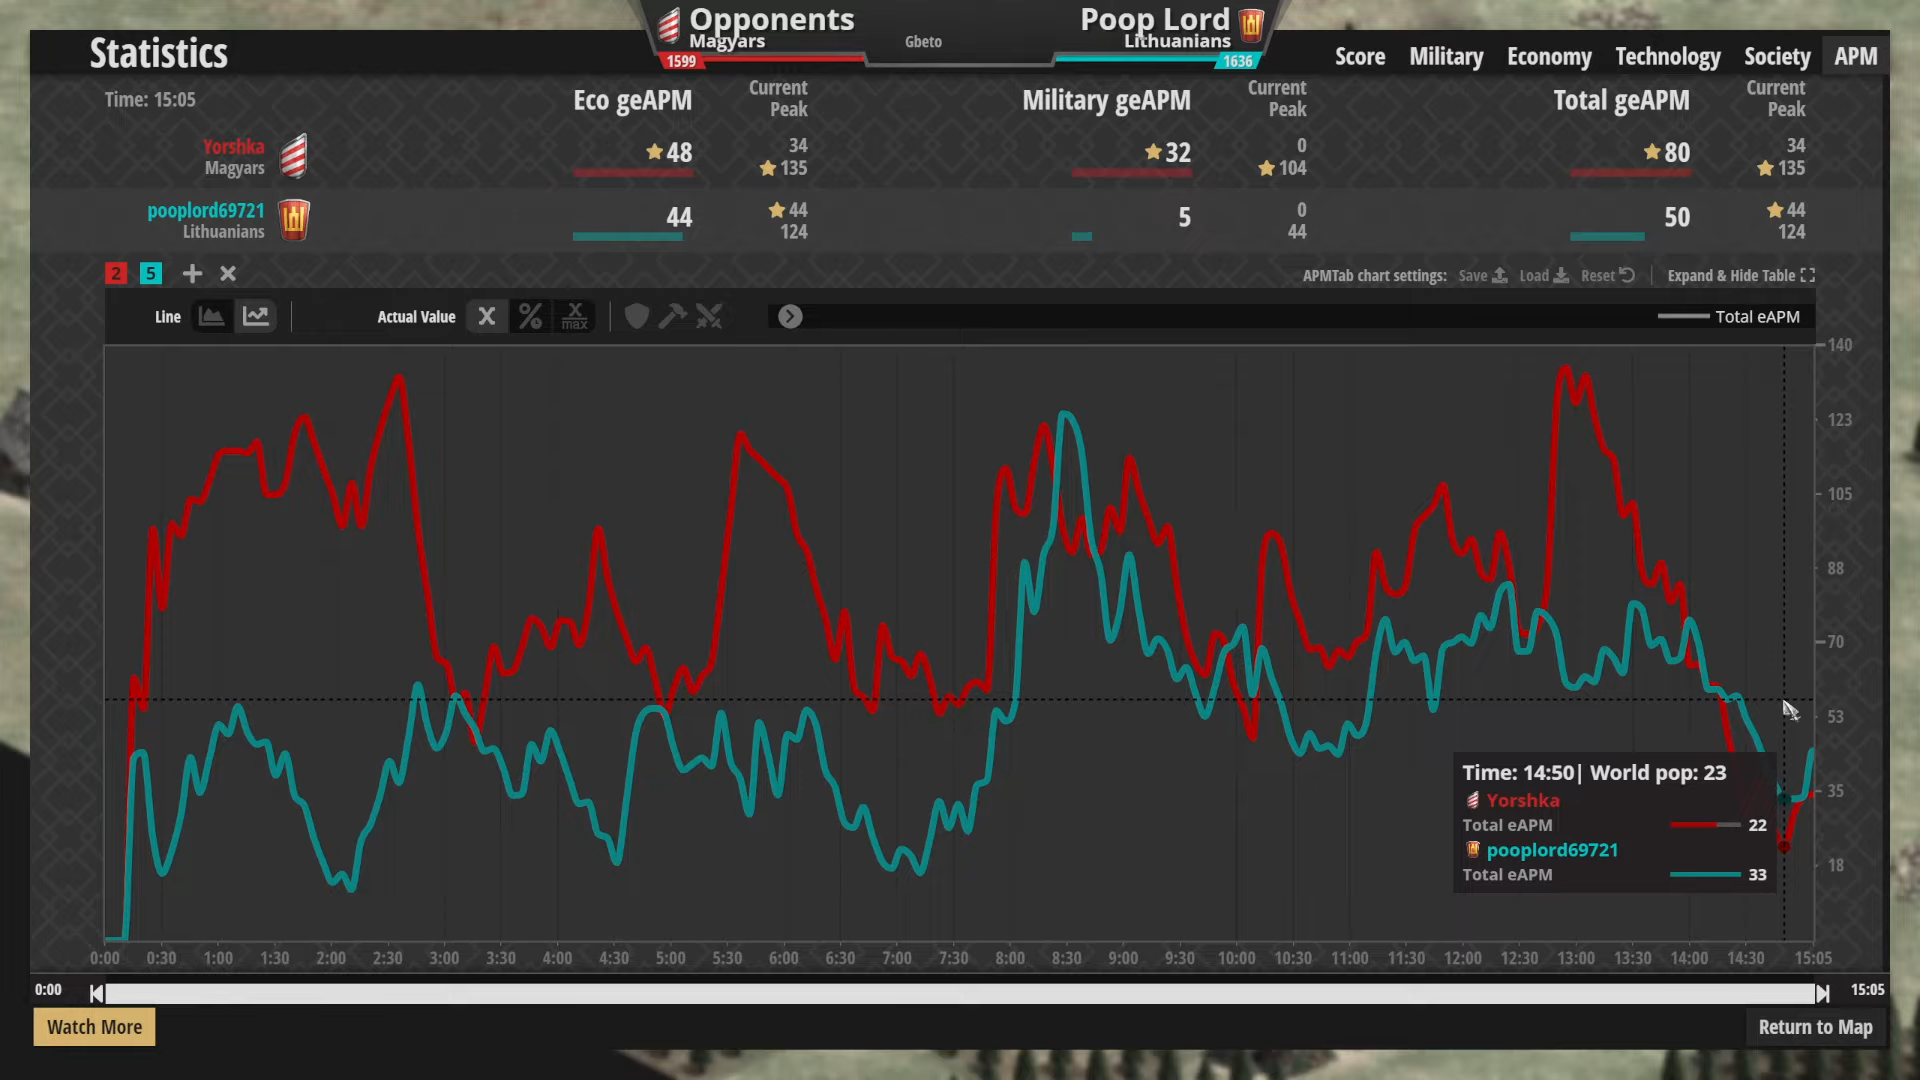 Opponents
Magyars
1599
Gbeto
Poop Lord
Lithuanians
1636
Statistics
Score Military Economy Technology Society APM
Time: 15:05
Eco geAPM
Current
Peak
Military geAPM
Current
Peak
Total geAPM
Current
Peak
Yorshka
Magyars
48
34
135
32
0
104
80
34
135
pooplord69721
Lithuanians
44
44
124
5
0
44
50
44
124
2 5
APMTab chart settings: Save Load Reset Expand & Hide Table
Line
Actual Value
X
%
X
max
Total eAPM
140
123
105
88
70
53
35
18
Time: 14:50| World pop: 23
Yorshka
Total eAPM 22
pooplord69721
Total eAPM 33
0:00 0:30 1:00 1:30 2:00 2:30 3:00 3:30 4:00 4:30 5:00 5:30 6:00 6:30 7:00 7:30 8:00 8:30 9:00 9:30 10:00 10:30 11:00 11:30 12:00 12:30 13:00 13:30 14:00 14:30 15:05
0:00
15:05
Watch More
Return to Map